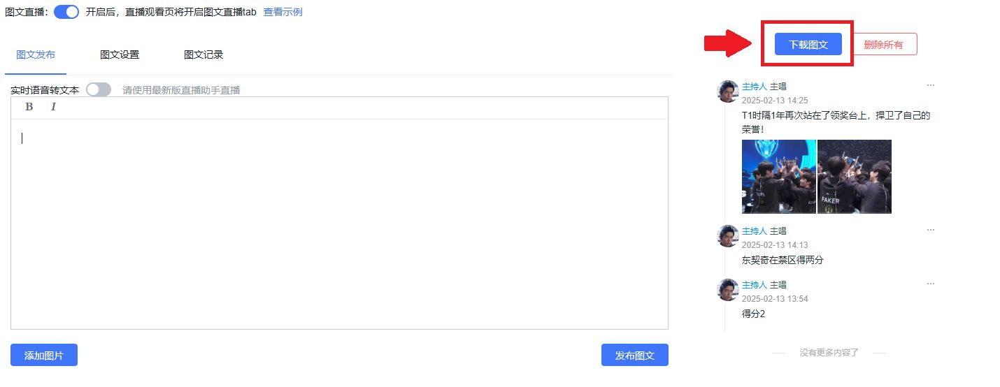 图文直播： 开启后，直播观看页将开启图文直播tab 查看示例
图文发布 图文设置 图文记录
实时语音转文本 请使用最新版直播助手直播
B I
添加图片 发布图文
下载图文 删除所有
主持人 主唱 ...
2025-02-13 14:25
T1时隔1年再次站在了领奖台上，捍卫了自己的
荣誉！
FAKER
主持人 主唱 ...
2025-02-13 14:13
东契奇在禁区得两分
主持人 主唱 ...
2025-02-13 13:54
得分2
没有更多内容了